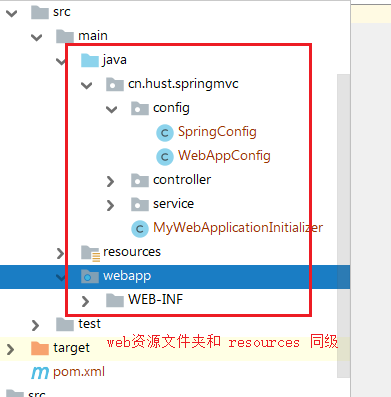 src
main
java
cn.hust.springmvc
config
SpringConfig
WebAppConfig
controller
service
MyWebApplicationInitializer
resources
webapp
WEB-INF
test
target
web资源文件夹和 resources 同级
pom.xml
src